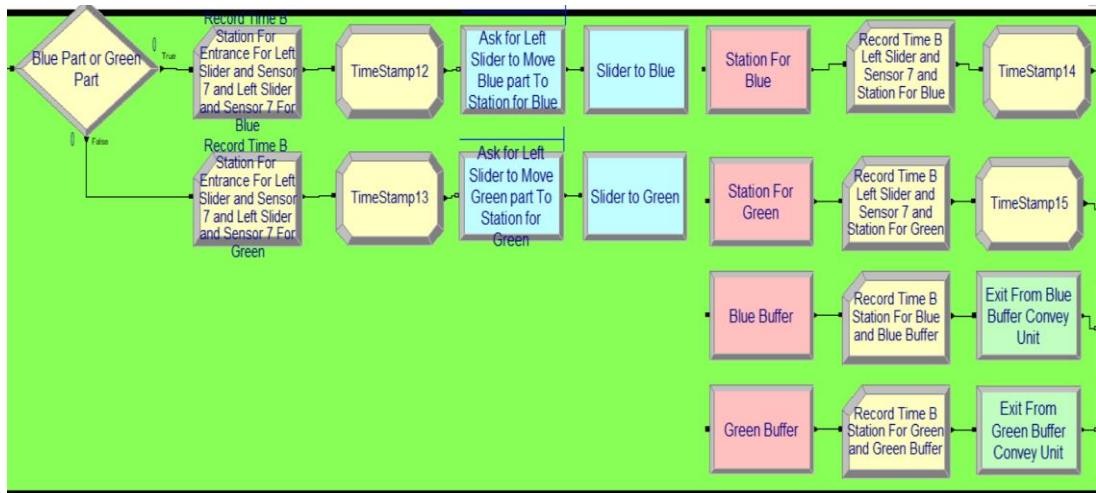 Blue Part or Green
Part
0
True
0
False
Record Time B
Station For
Entrance For Left
Slider and Sensor
7 and Left Slider
and Sensor 7 For
Blue
TimeStamp12
Ask for Left
Slider to Move
Blue part To
Station for Blue
Slider to Blue
Station For
Blue
Record Time B
Left Slider and
Sensor 7 and
Station For Blue
TimeStamp14
Record Time B
Station For
Entrance For Left
Slider and Sensor
7 and Left Slider
and Sensor 7 For
Green
TimeStamp13
Ask for Left
Slider to Move
Green part To
Station for
Green
Slider to Green
Station For
Green
Record Time B
Left Slider and
Sensor 7 and
Station For Green
TimeStamp15
Blue Buffer
Record Time B
Station For Blue
and Blue Buffer
Exit From Blue
Buffer Convey
Unit
Green Buffer
Record Time B
Station For Green
and Green Buffer
Exit From
Green Buffer
Convey Unit